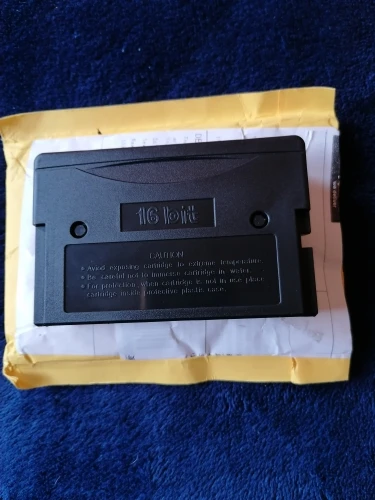 16 bit
CAUTION
• Aviod exposing cartridge to extreme temperature.
• Be careful not to immerse cartridge in water.
• For protection when cartridge is not in use place
cartridge inside protective plastic case.